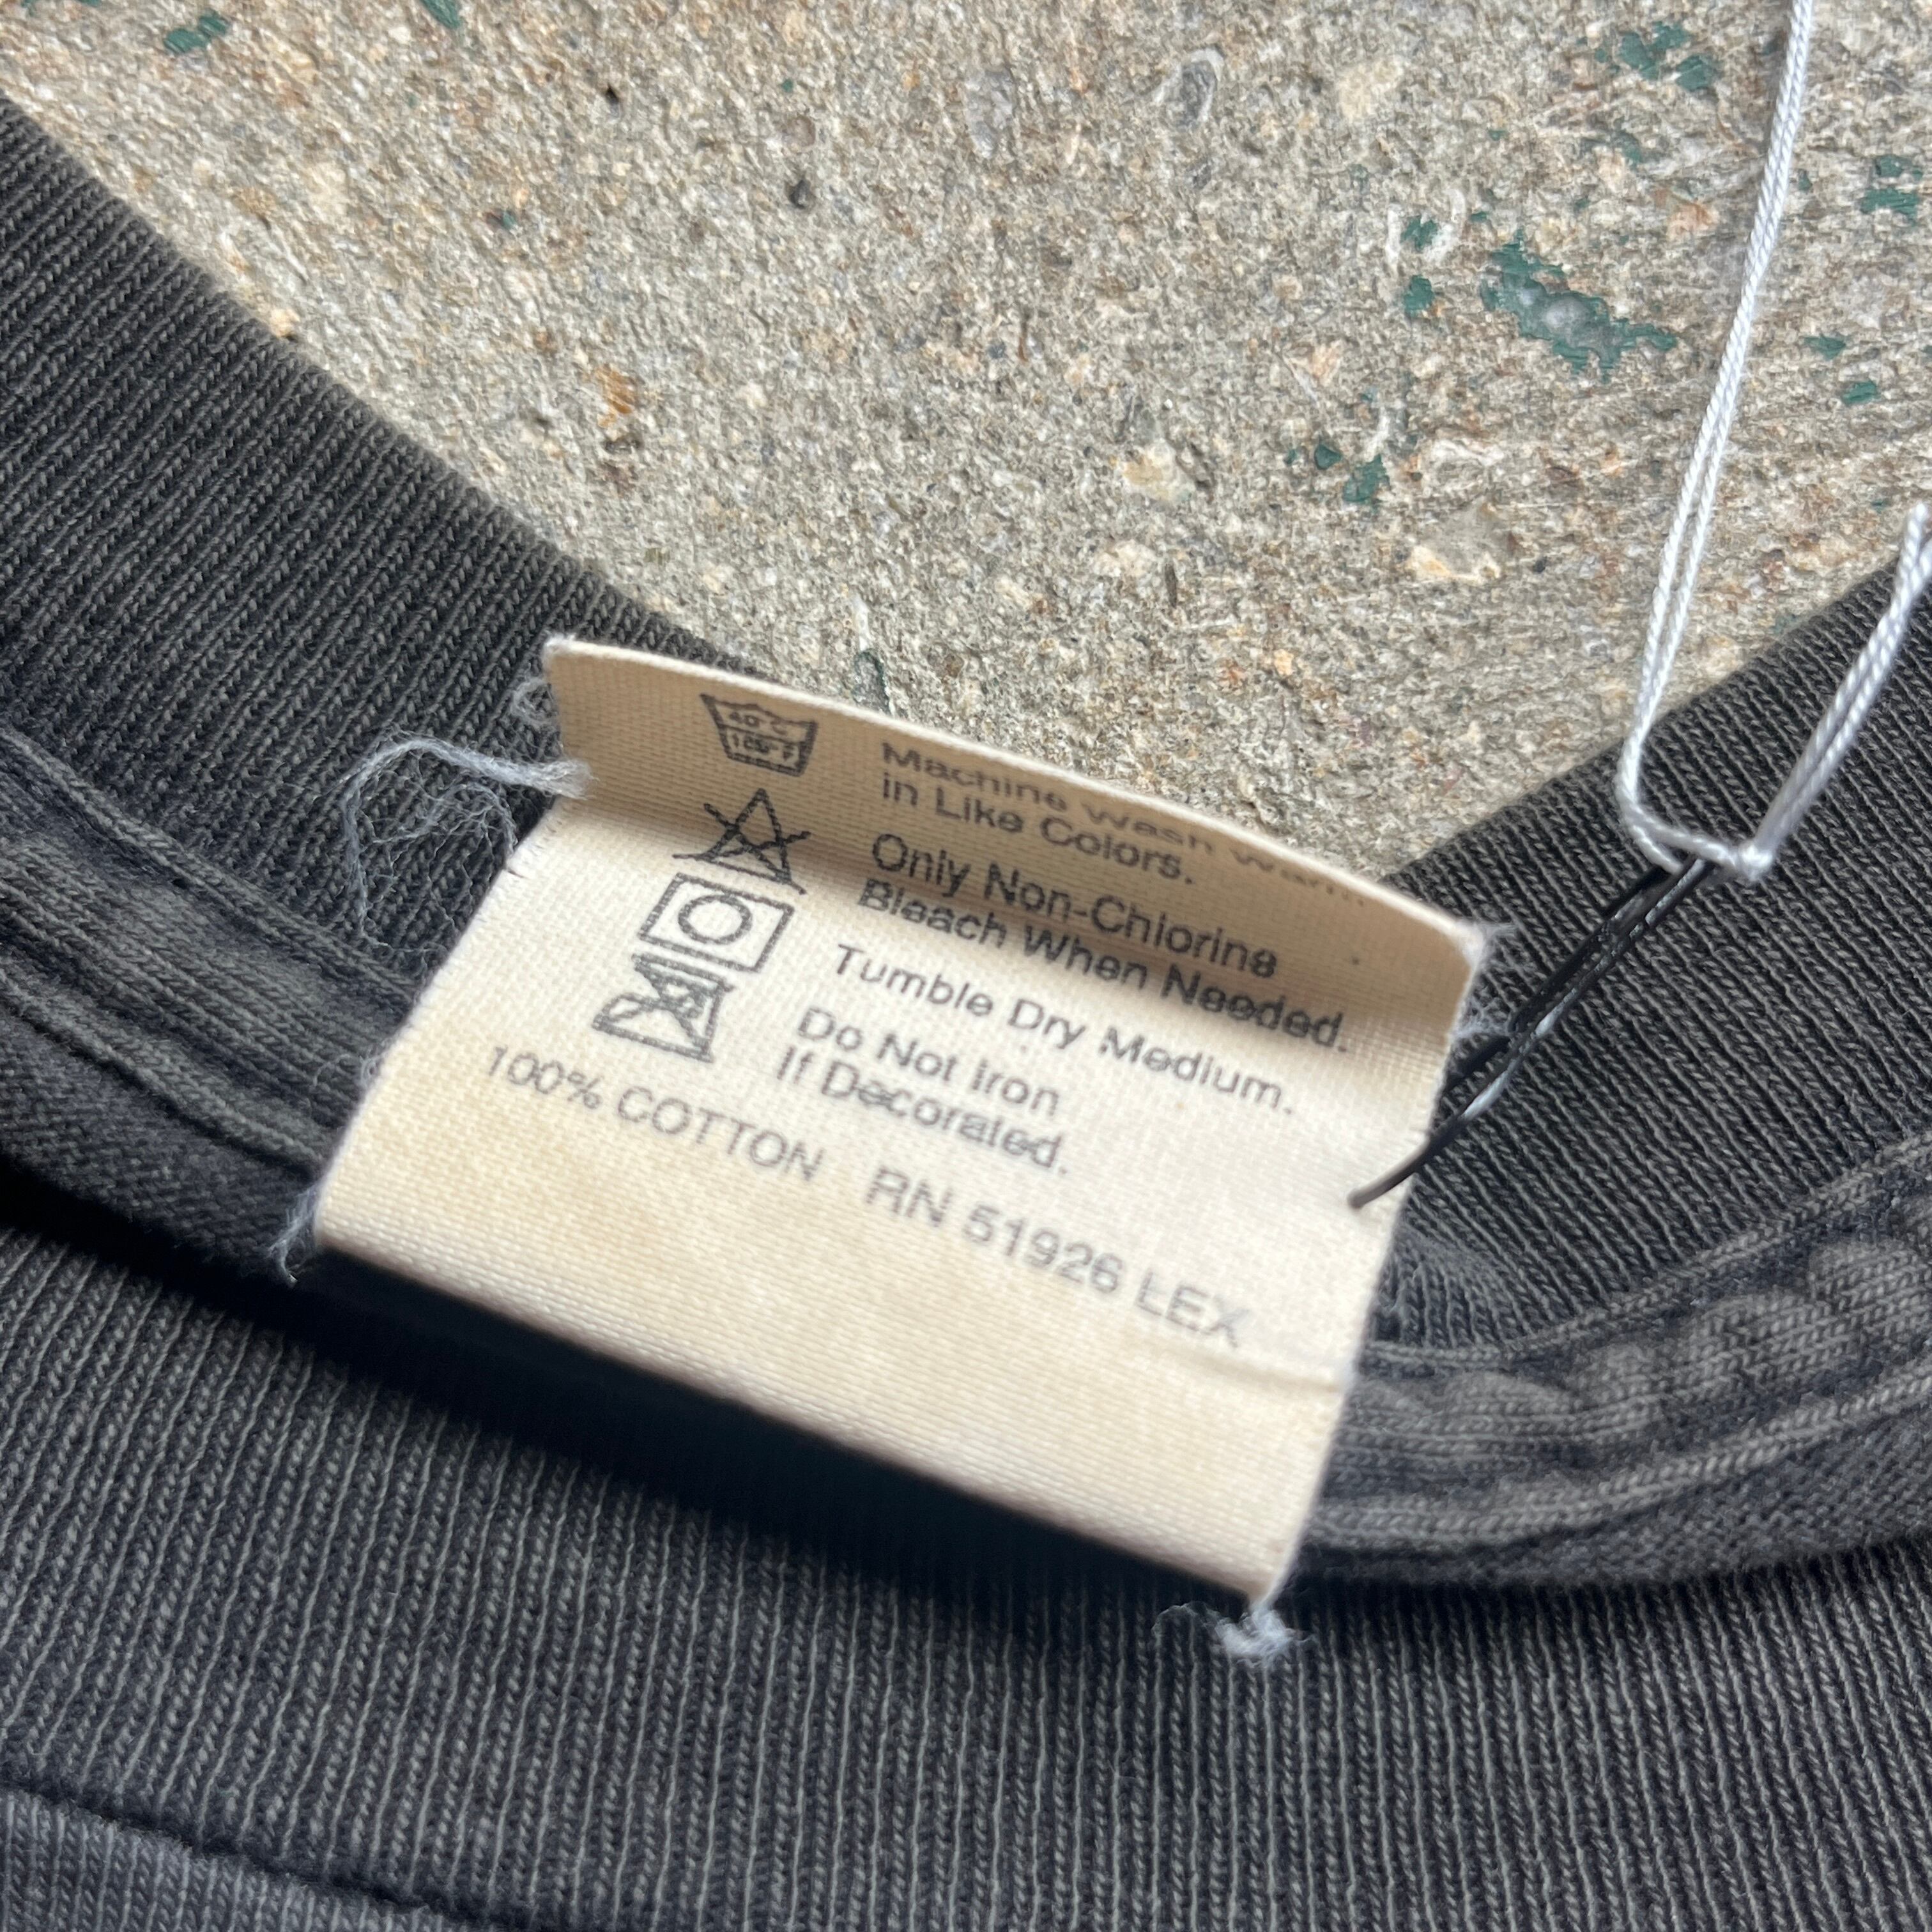 40°C
105°F
Machine Wash Warm
in Like Colors.
Only Non-Chlorine
Bleach When Needed.
Tumble Dry Medium.
Do Not Iron
If Decorated.
100% COTTON RN 51926 LEX